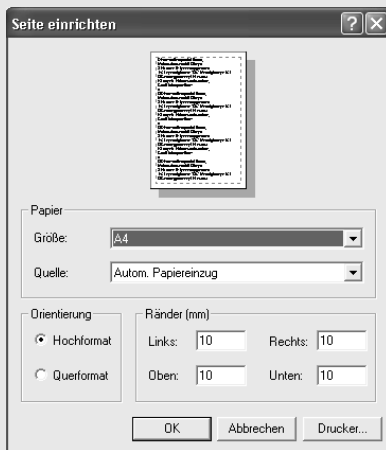 Seite einrichten
Papier
Größe: A4
Quelle: Autom. Papiereinzug
Orientierung
Hochformat
Querformat
Ränder (mm)
Links: 10 Rechts: 10
Oben: 10 Unten: 10
OK Abbrechen Drucker...